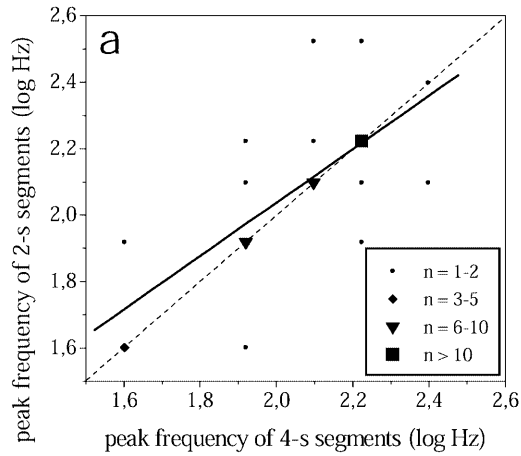 a
peak frequency of 2-s segments (log Hz)
2,6
2,4
2,2
2,0
1,8
1,6
n = 1-2
n = 3-5
n = 6-10
n > 10
1,6 1,8 2,0 2,2 2,4 2,6
peak frequency of 4-s segments (log Hz)